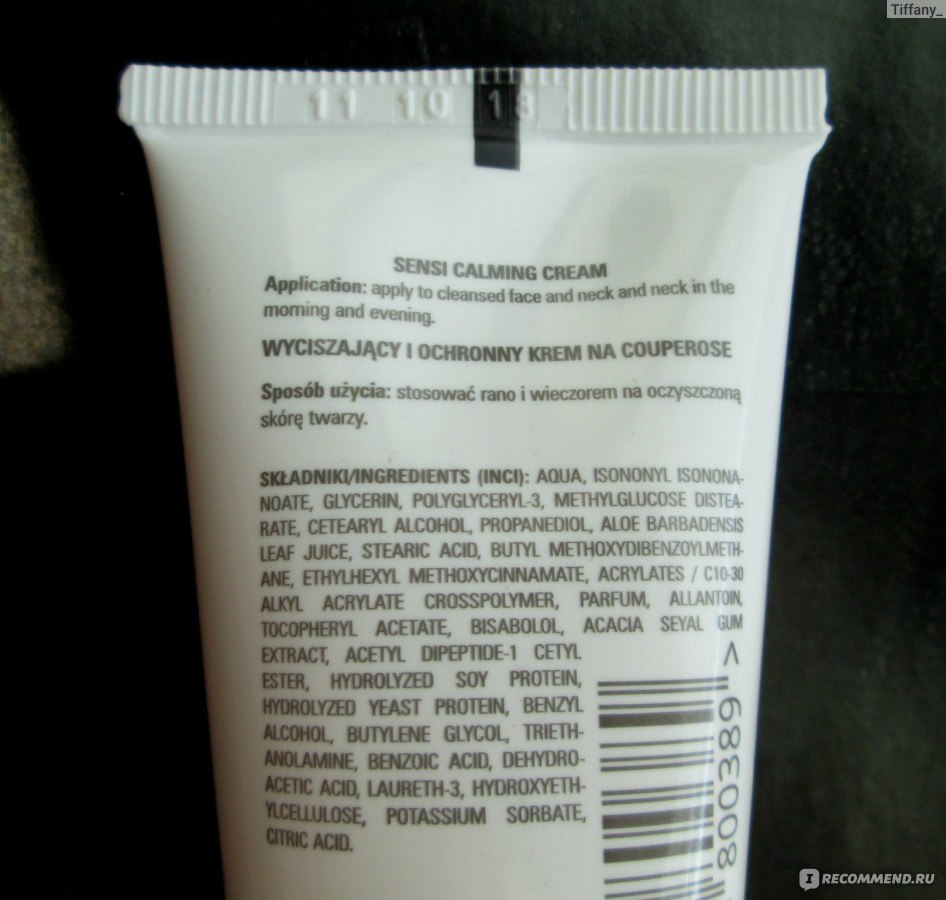 Tiffany_
11 10 18
SENSI CALMING CREAM
Application: apply to cleansed face and neck and neck in the
morning and evening.
WYCISZAJĄCY I OCHRONNY KREM NA COUPEROSE
Sposób użycia: stosować rano i wieczorem na oczyszczoną
skórę twarzy.
SKŁADNIKI/INGREDIENTS (INCI): AQUA, ISONONYL ISONONA-
NOATE, GLYCERIN, POLYGLYCERYL-3, METHYLGLUCOSE DISTEA-
RATE, CETEARYL ALCOHOL, PROPANEDIOL, ALOE BARBADENSIS
LEAF JUICE, STEARIC ACID, BUTYL METHOXYDIBENZOYLMETH-
ANE, ETHYLHEXYL METHOXYCINNAMATE, ACRYLATES / C10-30
ALKYL ACRYLATE CROSSPOLYMER, PARFUM, ALLANTOIN,
TOCOPHERYL ACETATE, BISABOLOL, ACACIA SEYAL GUM
EXTRACT, ACETYL DIPEPTIDE-1 CETYL
ESTER, HYDROLYZED SOY PROTEIN,
HYDROLYZED YEAST PROTEIN, BENZYL
ALCOHOL, BUTYLENE GLYCOL, TRIETH-
ANOLAMINE, BENZOIC ACID, DEHYDRO-
ACETIC ACID, LAURETH-3, HYDROXYETH-
YLCELLULOSE, POTASSIUM SORBATE,
CITRIC ACID.
800389 >
IRECOMMEND.RU